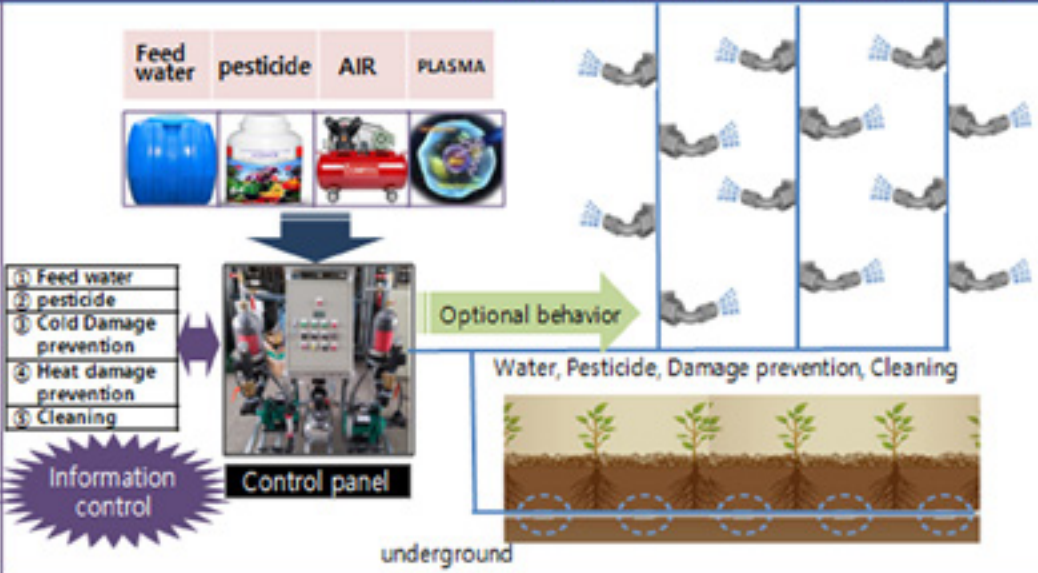 Feed
water
pesticide
AIR
PLASMA
① Feed water
② pesticide
③ Cold Damage
prevention
④ Heat damage
prevention
⑤ Cleaning
Information
control
Control panel
Optional behavior
Water, Pesticide, Damage prevention, Cleaning
underground